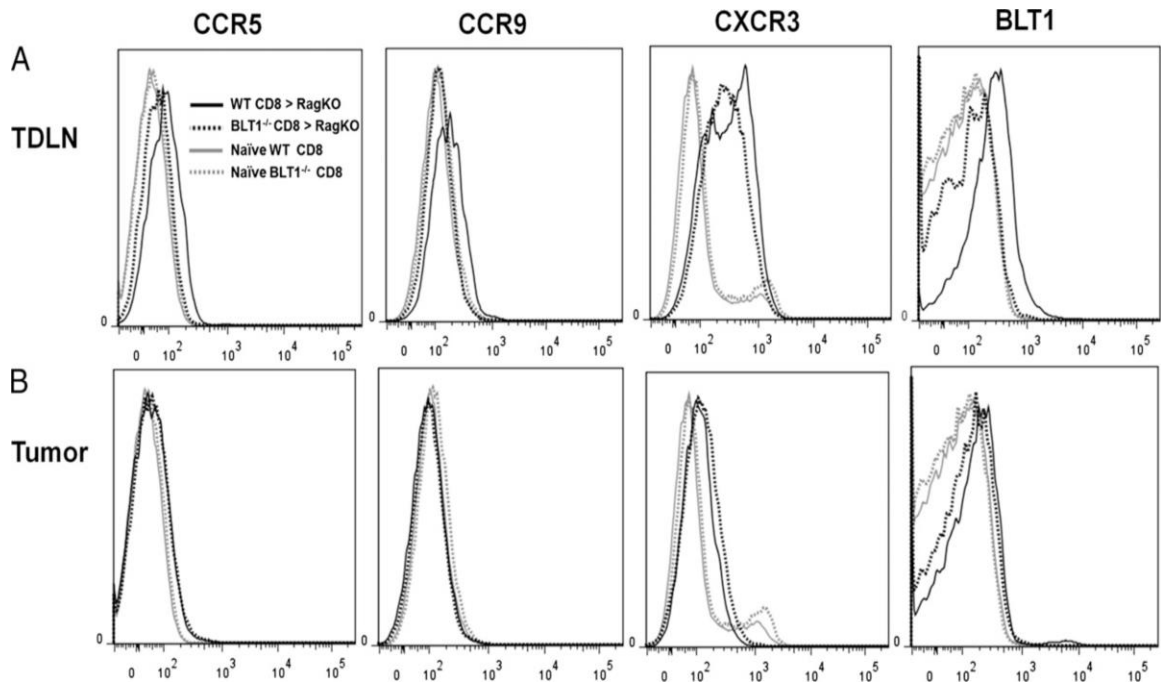 CCR5 CCR9 CXCR3 BLT1
A
TDLN
WT CD8 > RagKO
BLT1-/- CD8 > RagKO
Naïve WT CD8
Naïve BLT1-/- CD8
0 0 0 0
0 10² 10³ 10⁴ 10⁵ 0 10² 10³ 10⁴ 10⁵ 0 10² 10³ 10⁴ 10⁵ 0 10² 10³ 10⁴ 10⁵
B
Tumor
0 0 0 0
0 10² 10³ 10⁴ 10⁵ 0 10² 10³ 10⁴ 10⁵ 0 10² 10³ 10⁴ 10⁵ 0 10² 10³ 10⁴ 10⁵